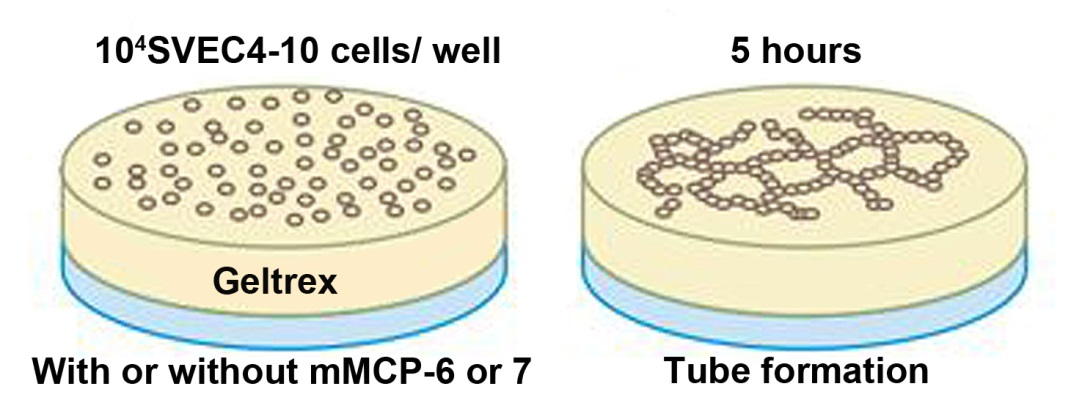 10⁴SVEC4-10 cells/ well
5 hours
Geltrex
With or without mMCP-6 or 7
Tube formation